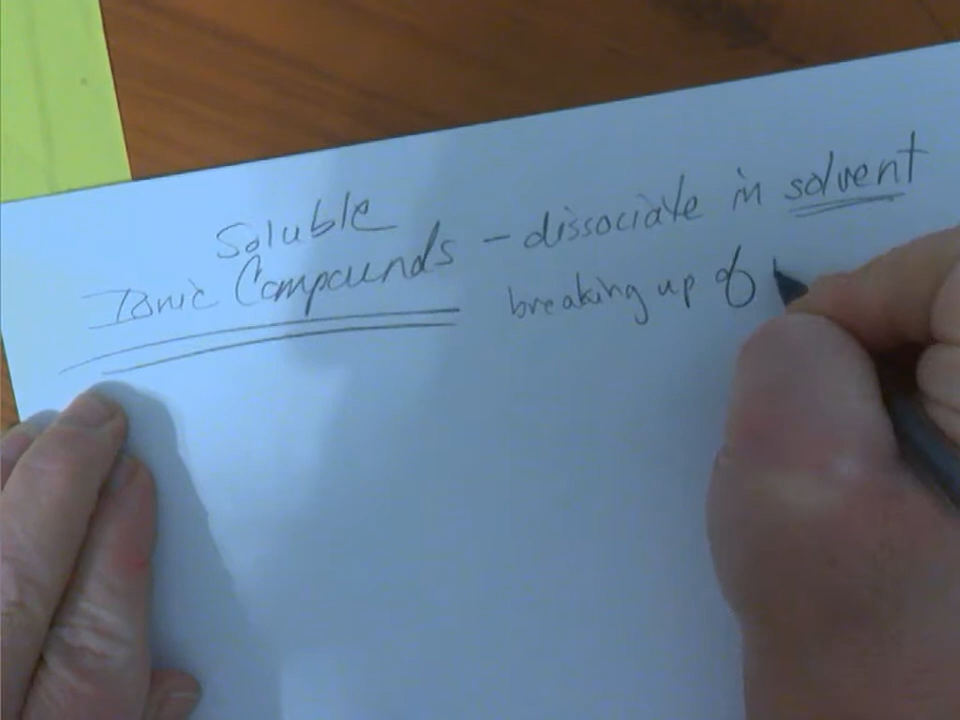 Soluble
Ionic Compounds - dissociate in solvent
breaking up of